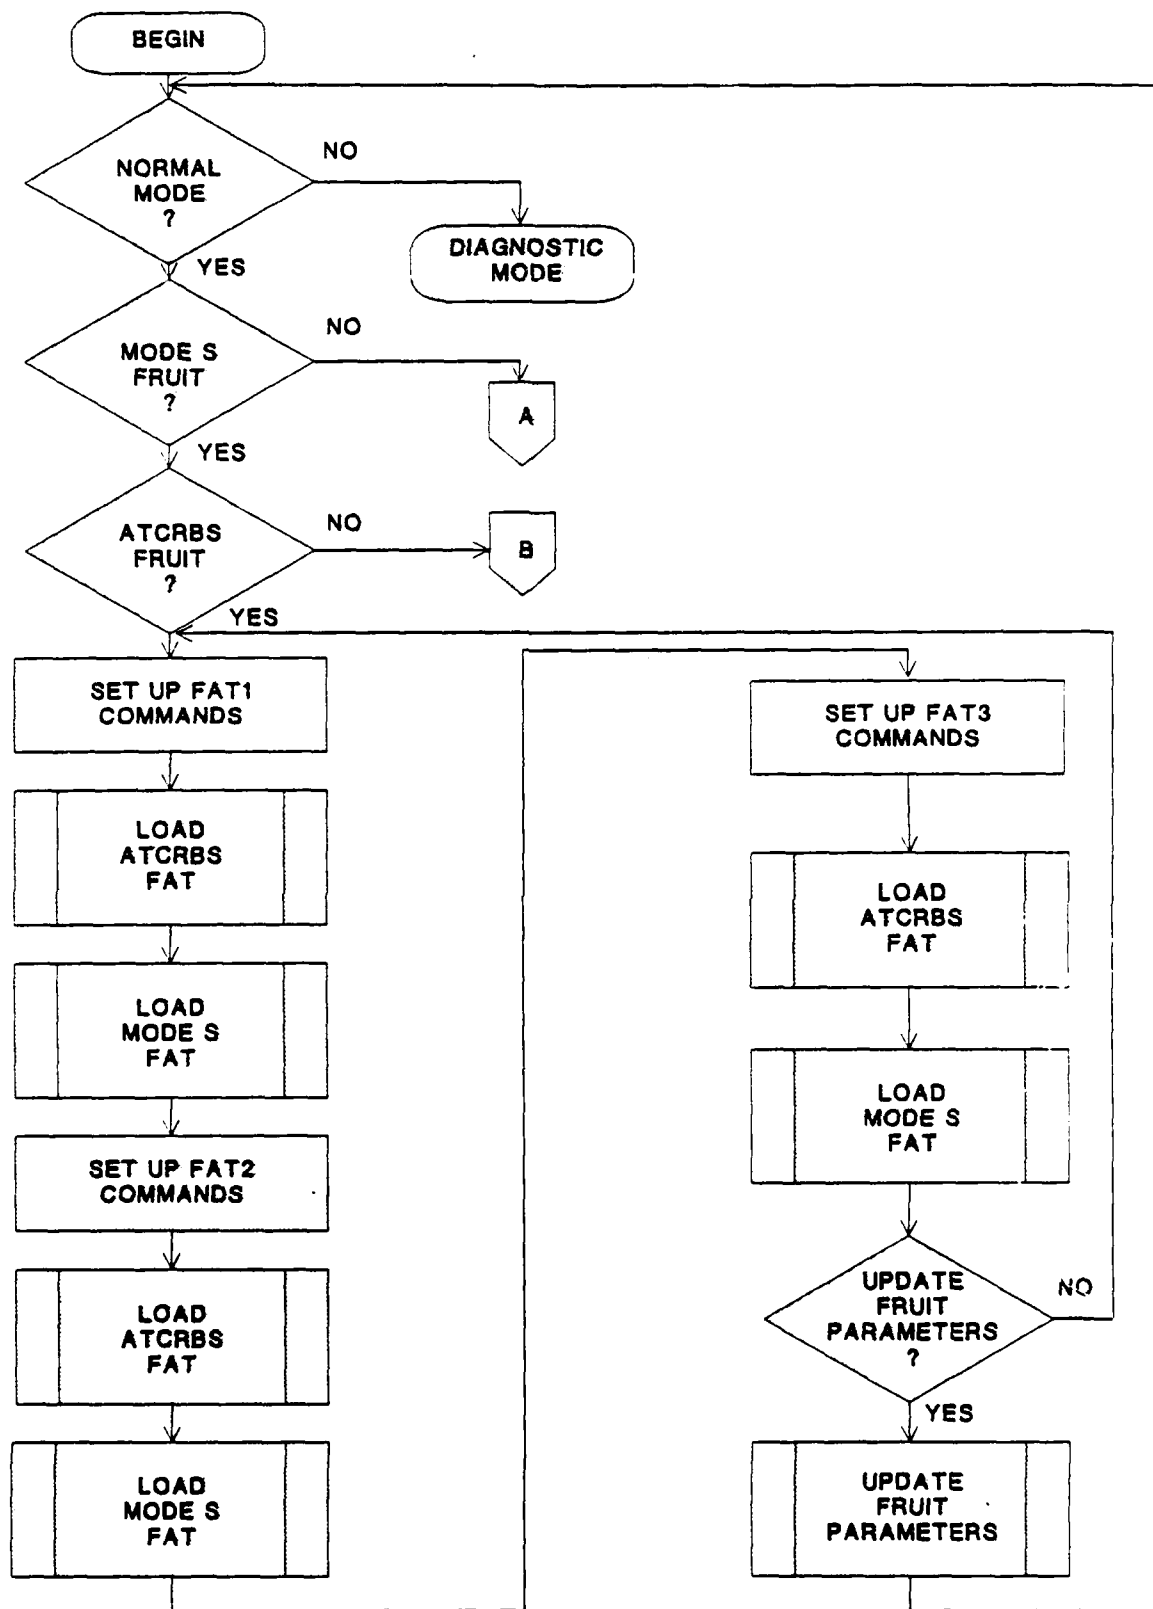 BEGIN
NORMAL
MODE
?
NO
DIAGNOSTIC
MODE
YES
MODE S
FRUIT
?
NO
A
YES
ATCRBS
FRUIT
?
NO
B
YES
SET UP FAT1
COMMANDS
LOAD
ATCRBS
FAT
LOAD
MODE S
FAT
SET UP FAT2
COMMANDS
LOAD
ATCRBS
FAT
LOAD
MODE S
FAT
SET UP FAT3
COMMANDS
LOAD
ATCRBS
FAT
LOAD
MODE S
FAT
UPDATE
FRUIT
PARAMETERS
?
NO
YES
UPDATE
FRUIT
PARAMETERS